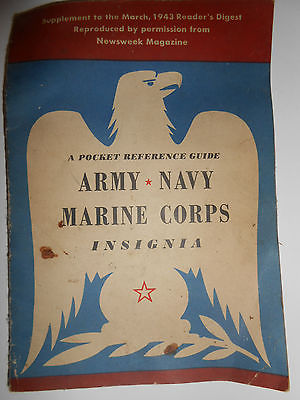 Supplement to the March, 1943 Reader's Digest
Reproduced by permission from
Newsweek Magazine
A POCKET REFERENCE GUIDE
ARMY ★ NAVY
MARINE CORPS
INSIGNIA